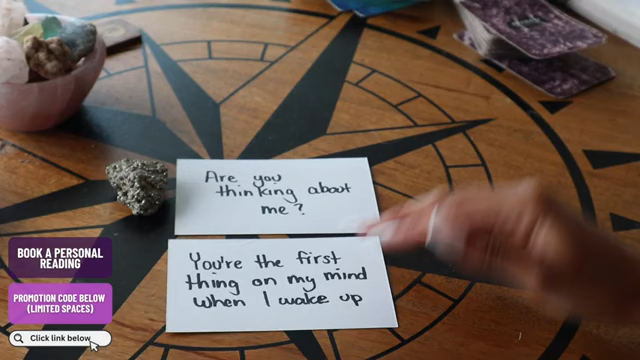 Are you
thinking about
me?
You're the first
thing on my mind
when I wake up
BOOK A PERSONAL
READING
PROMOTION CODE BELOW
(LIMITED SPACES)
Click link below